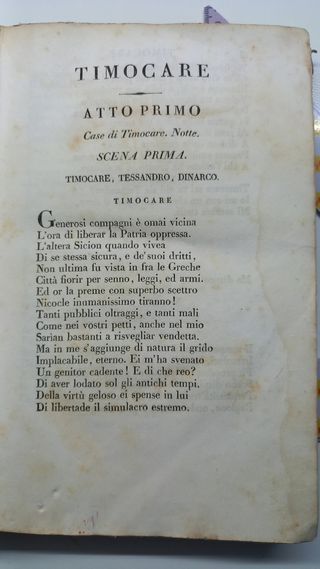 TIMOCARE
ATTO PRIMO
Case di Timocare. Notte.
SCENA PRIMA.
TIMOCARE, TESSANDRO, DINARCO.
TIMOCARE
Generosi compagni è omai vicina
L'ora di liberar la Patria oppressa.
L'altera Sicion quando vivea
Di se stessa sicura, e de' suoi dritti,
Non ultima fu vista in fra le Greche
Città fiorir per senno, leggi, ed armi.
Ed or la preme con superbo scettro
Nicocle inumanissimo tiranno!
Tanti pubblici oltraggi, e tanti mali
Come nei vostri petti, anche nel mio
Sarian bastanti a risvegliar vendetta.
Ma in me s'aggiunge di natura il grido
Implacabile, eterno. Ei m'ha svenato
Un genitor cadente! E di che reo?
Di aver lodato sol gli antichi tempi.
Della virtù geloso ei spense in lui
Di libertade il simulacro estremo.